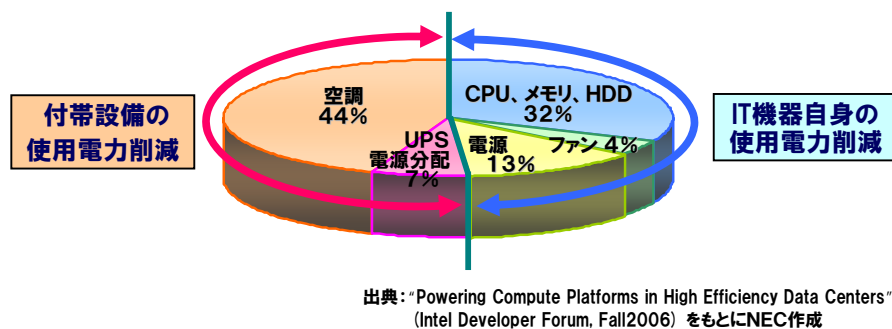 付帯設備の
使用電力削減
空調
44%
UPS
電源分配
7%
CPU、メモリ、HDD
32%
ファン 4%
電源
13%
IT機器自身の
使用電力削減
出典：“Powering Compute Platforms in High Efficiency Data Centers”
(Intel Developer Forum, Fall2006) をもとにNEC作成